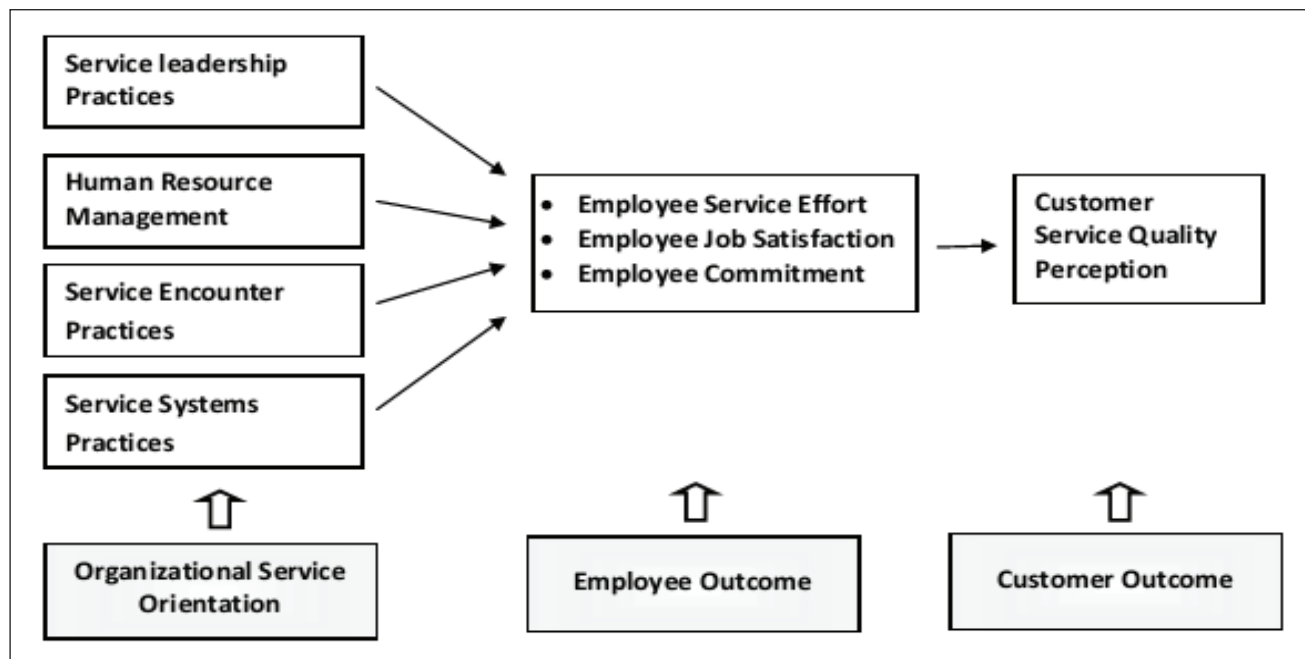 Service leadership
Practices
Human Resource
Management
Service Encounter
Practices
Service Systems
Practices
• Employee Service Effort
• Employee Job Satisfaction
• Employee Commitment
Customer
Service Quality
Perception
Organizational Service
Orientation
Employee Outcome
Customer Outcome